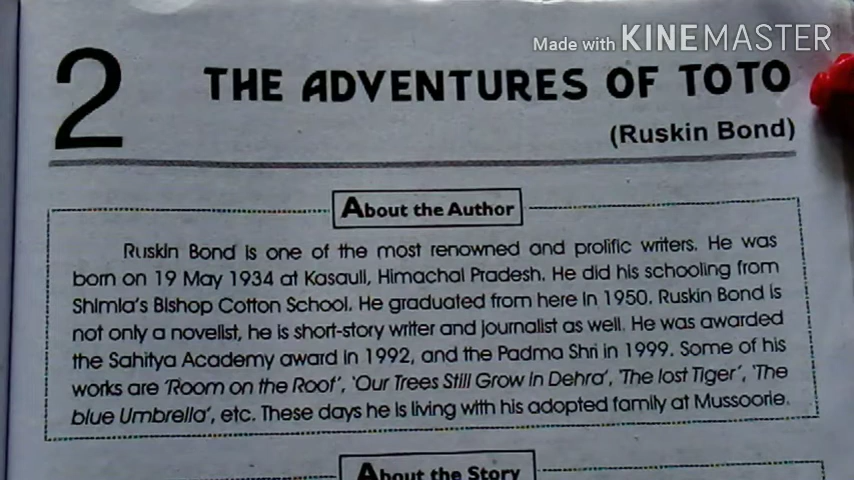 Made with KINEMASTER
2 THE ADVENTURES OF TOTO
(Ruskin Bond)
About the Author
Ruskin Bond is one of the most renowned and prolific writers. He was
born on 19 May 1934 at Kasauli, Himachal Pradesh. He did his schooling from
Shimla's Bishop Cotton School. He graduated from here in 1950. Ruskin Bond is
not only a novelist, he is short-story writer and journalist as well. He was awarded
the Sahitya Academy award in 1992, and the Padma Shri in 1999. Some of his
works are 'Room on the Roof', 'Our Trees Still Grow in Dehra', 'The lost Tiger', 'The
blue Umbrella', etc. These days he is living with his adopted family at Mussoorie.
About the Story